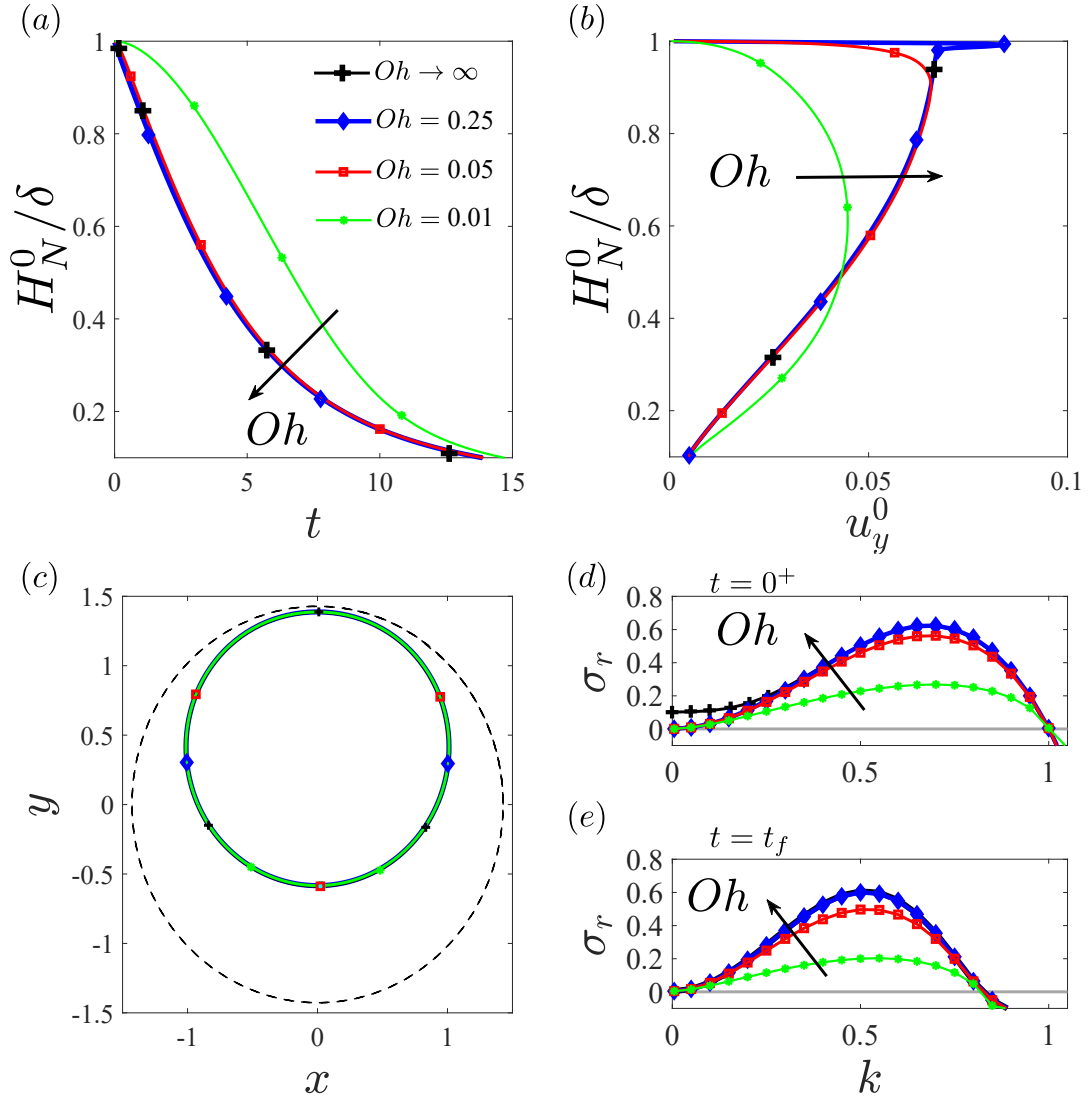 (a)
H_N^0/δ
1
0.8
0.6
0.4
0.2
0
5
10
15
t
Oh → ∞
Oh = 0.25
Oh = 0.05
Oh = 0.01
Oh
(b)
H_N^0/δ
1
0.8
0.6
0.4
0.2
0
0.05
0.1
u_y^0
Oh
(c)
y
1.5
1
0.5
0
-0.5
-1
-1.5
-1
0
1
x
(d)
t = 0^+
Oh
σ_r
0.8
0.6
0.4
0.2
0
0
0.5
1
(e)
t = t_f
Oh
σ_r
0.8
0.6
0.4
0.2
0
0
0.5
1
k